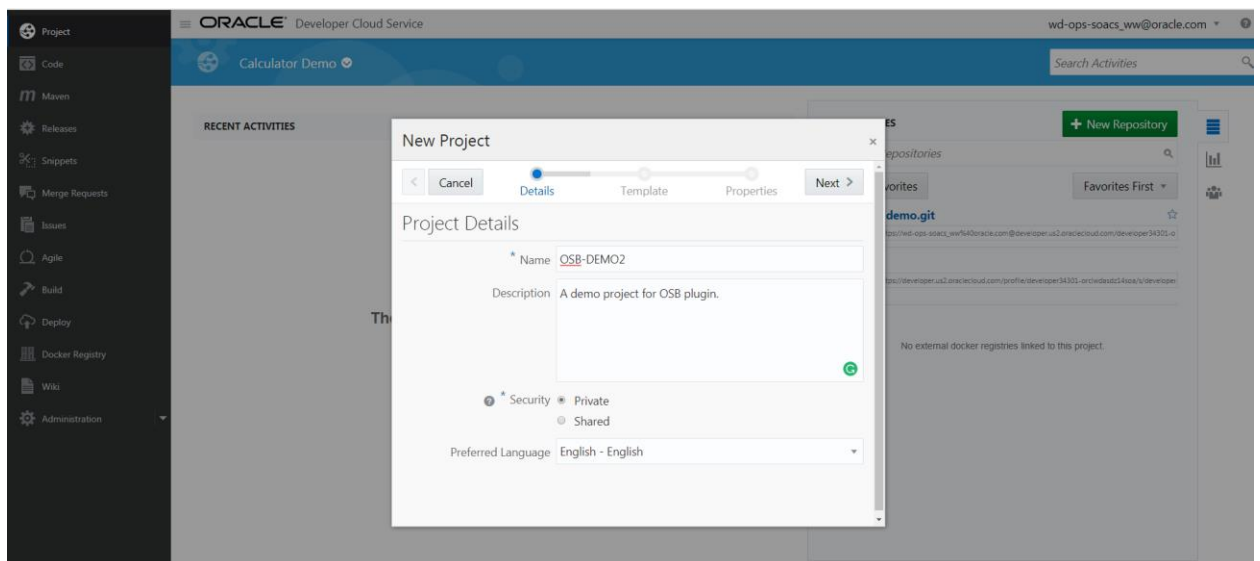 Project
Code
Maven
Releases
Snippets
Merge Requests
Issues
Agile
Build
Deploy
Docker Registry
Wiki
Administration
ORACLE Developer Cloud Service
wd-ops-soacs_ww@oracle.com
Calculator Demo
Search Activities
RECENT ACTIVITIES
New Project
Cancel
Details
Template
Properties
Next
Project Details
* Name OSB-DEMO2
Description A demo project for OSB plugin.
* Security Private
Shared
Preferred Language English - English
+ New Repository
Favorites First
demo.git
No external docker registries linked to this project.